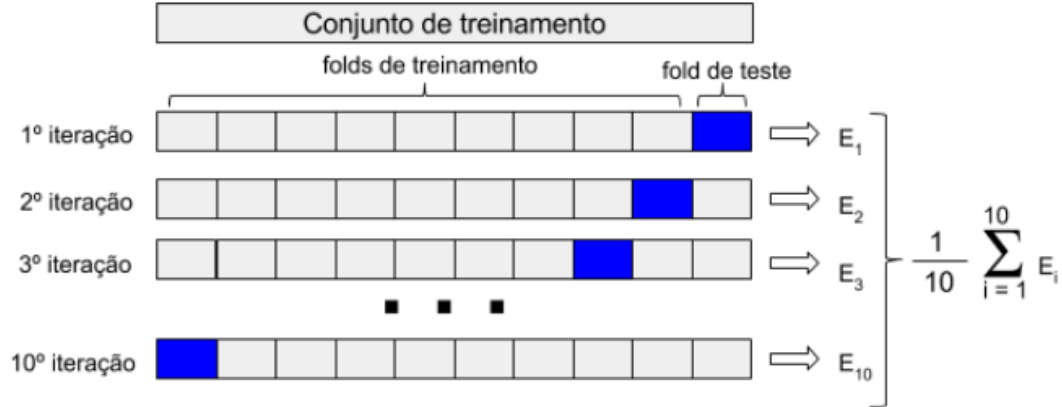 Conjunto de treinamento
folds de treinamento
fold de teste
1º iteração
E1
2º iteração
E2
3º iteração
E3
10º iteração
E10
1
10
10
∑
i = 1
Ei